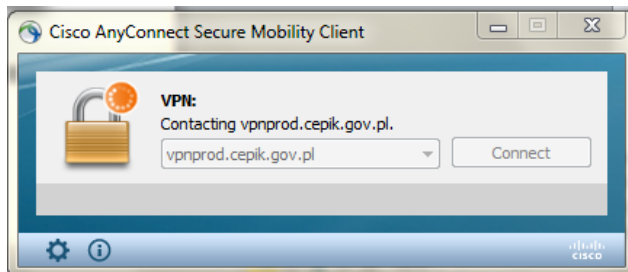 Cisco AnyConnect Secure Mobility Client
VPN:
Contacting vpnprod.cepik.gov.pl.
vpnprod.cepik.gov.pl
Connect
CISCO